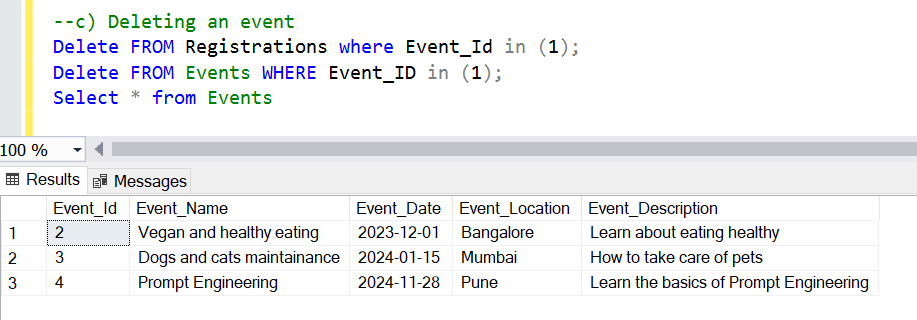 --c) Deleting an event
Delete FROM Registrations where Event_Id in (1);
Delete FROM Events WHERE Event_ID in (1);
Select * from Events
100 %
Results Messages
Event_Id Event_Name Event_Date Event_Location Event_Description
1 2 Vegan and healthy eating 2023-12-01 Bangalore Learn about eating healthy
2 3 Dogs and cats maintainance 2024-01-15 Mumbai How to take care of pets
3 4 Prompt Engineering 2024-11-28 Pune Learn the basics of Prompt Engineering